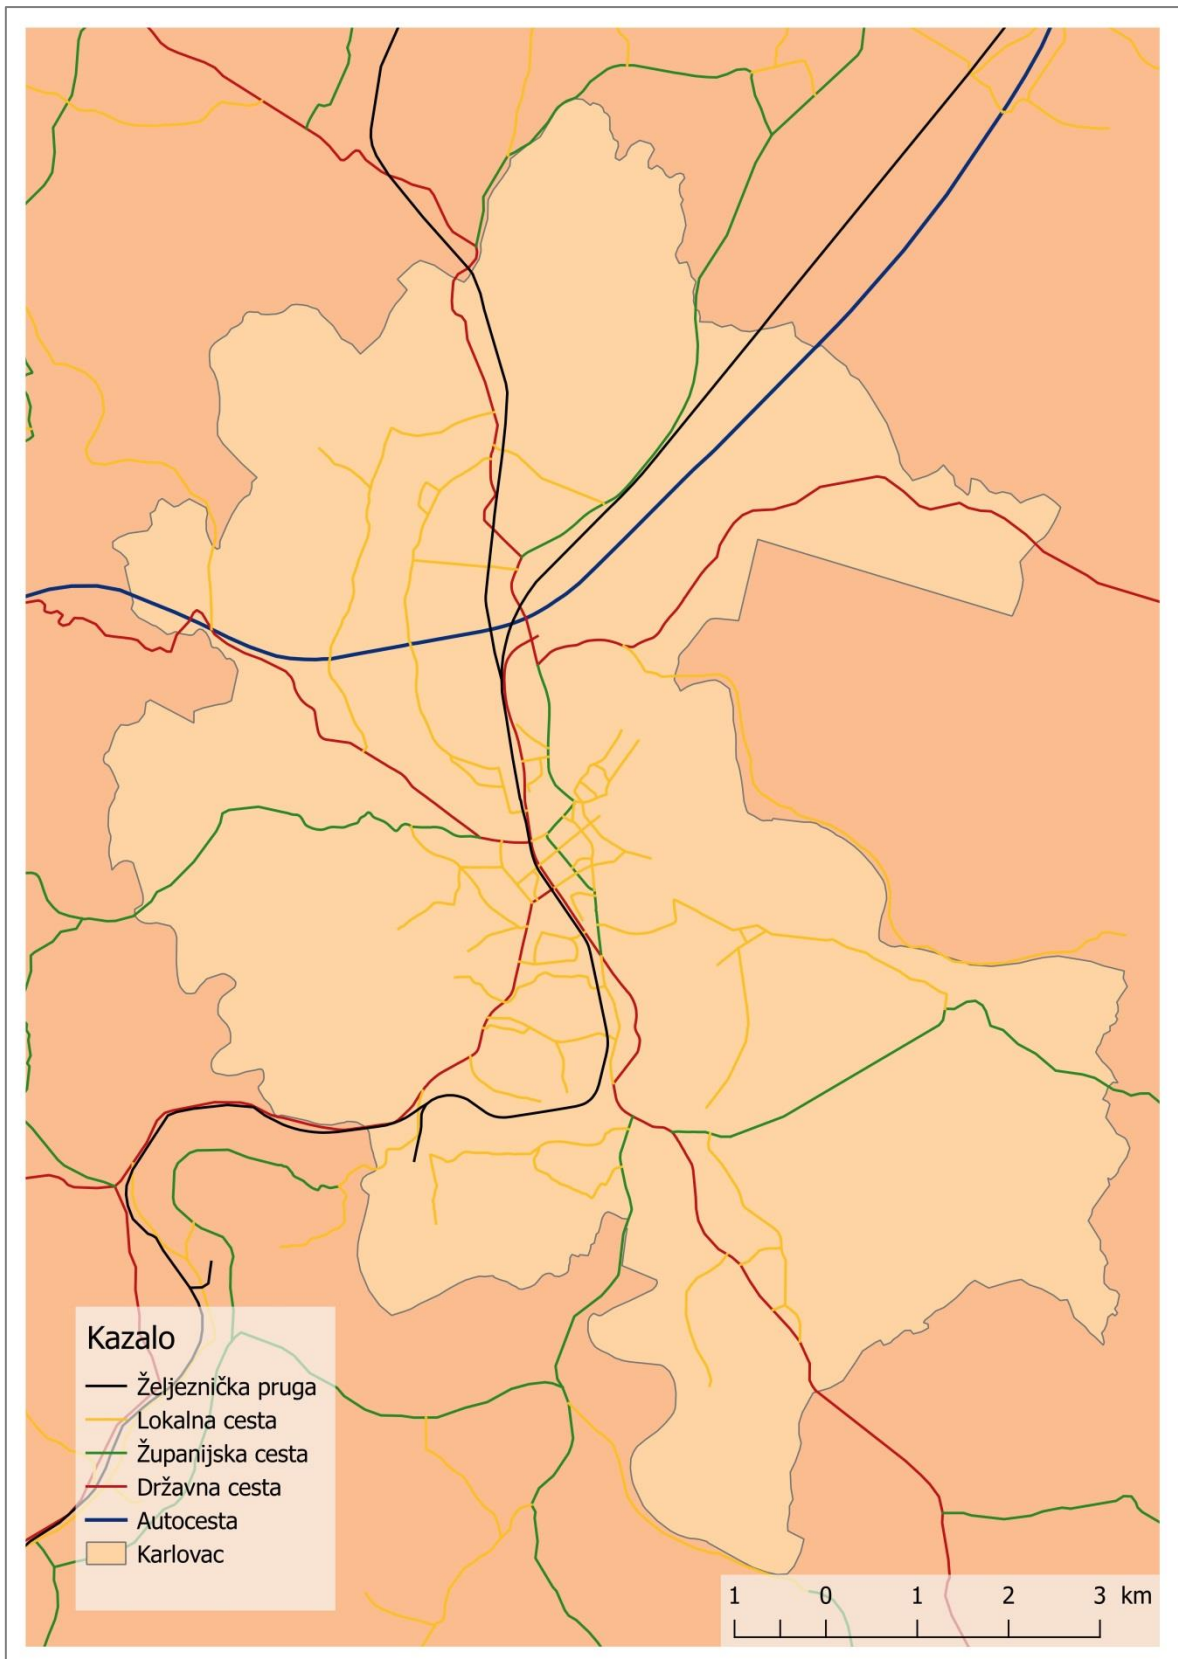 Kazalo
Željeznička pruga
Lokalna cesta
Županijska cesta
Državna cesta
Autocesta
Karlovac
1 0 1 2 3 km